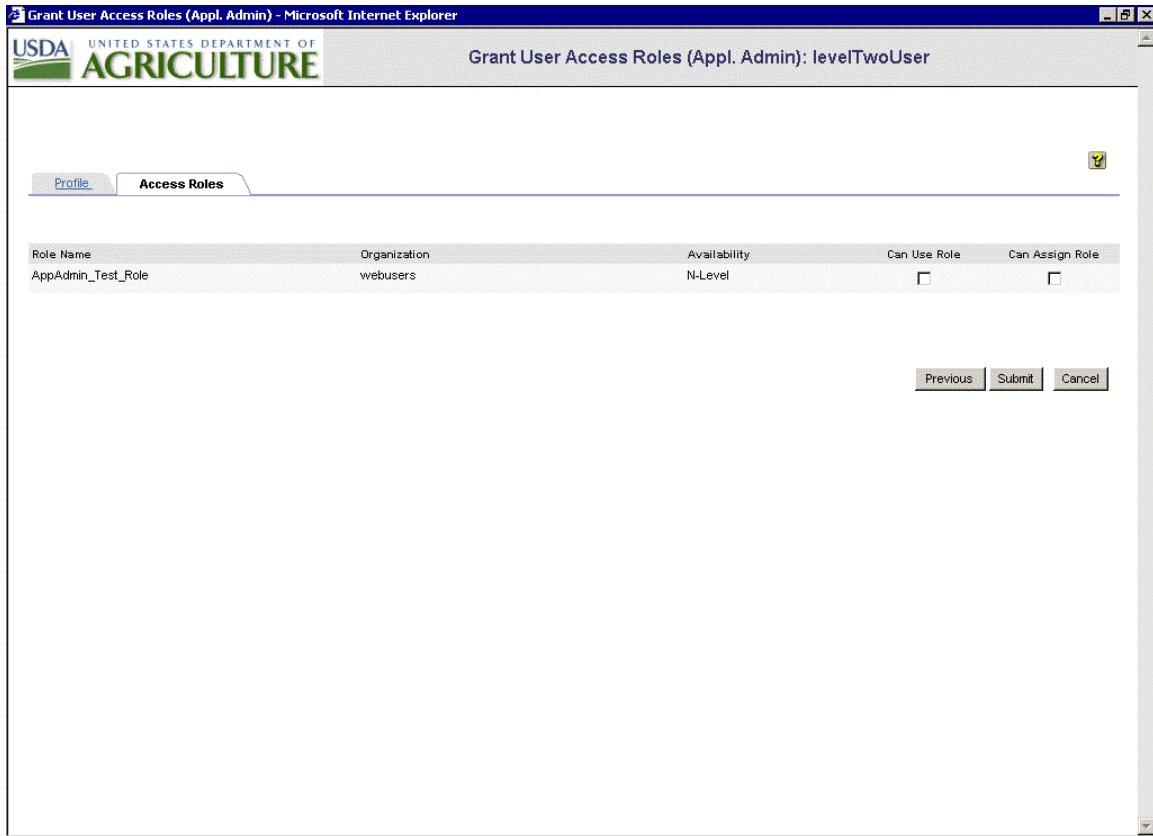 Grant User Access Roles (Appl. Admin) - Microsoft Internet Explorer
USDA UNITED STATES DEPARTMENT OF
AGRICULTURE
Grant User Access Roles (Appl. Admin): levelTwoUser
?
Profile Access Roles
Role Name Organization Availability Can Use Role Can Assign Role
AppAdmin_Test_Role webusers N-Level
Previous Submit Cancel